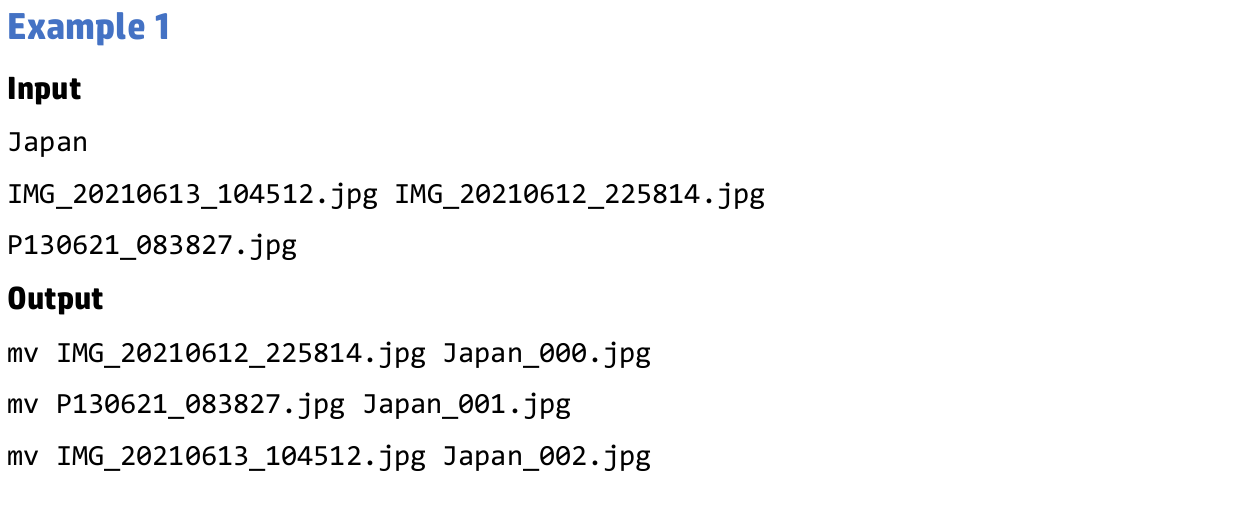 Example 1
Input
Japan
IMG_20210613_104512.jpg IMG_20210612_225814.jpg
P130621_083827.jpg
Output
mv IMG_20210612_225814.jpg Japan_000.jpg
mv P130621_083827.jpg Japan_001.jpg
mv IMG_20210613_104512.jpg Japan_002.jpg